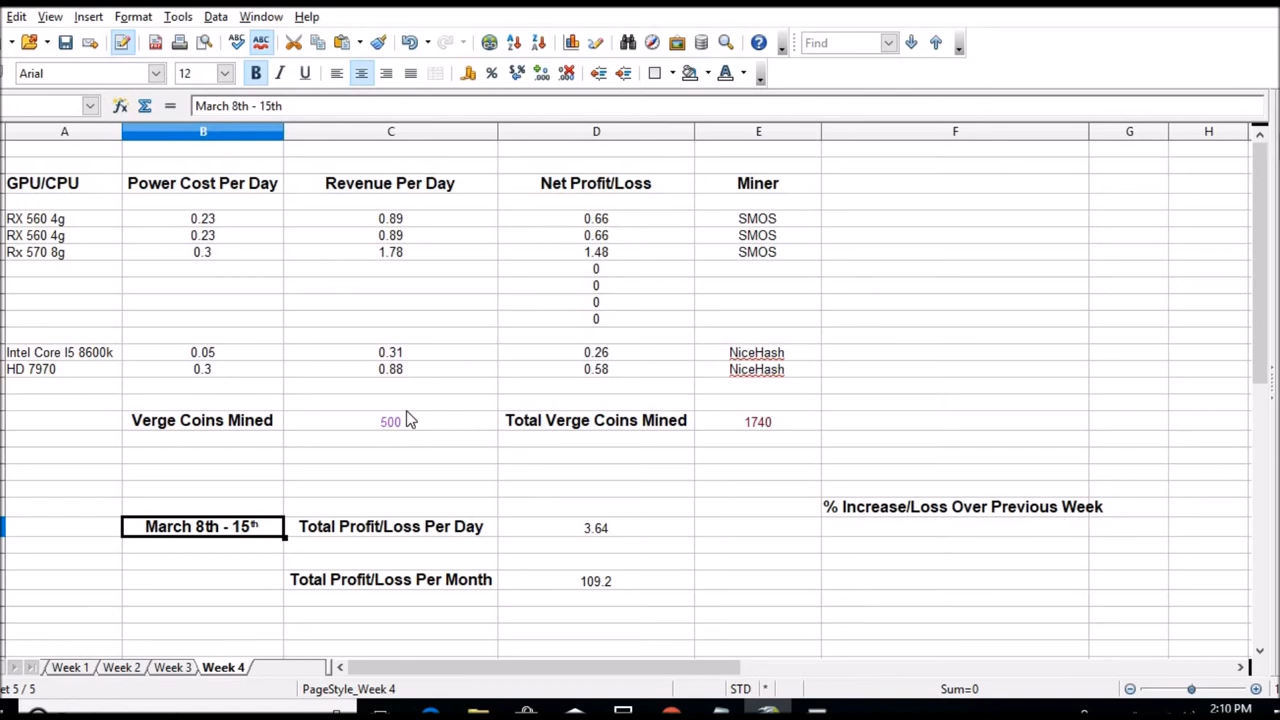 Edit View Insert Format Tools Data Window Help
Find
Arial 12
March 8th - 15th
A B C D E F G H
GPU/CPU Power Cost Per Day Revenue Per Day Net Profit/Loss Miner
RX 560 4g 0.23 0.89 0.66 SMOS
RX 560 4g 0.23 0.89 0.66 SMOS
Rx 570 8g 0.3 1.78 1.48 SMOS
0
0
0
0
Intel Core I5 8600k 0.05 0.31 0.26 NiceHash
HD 7970 0.3 0.88 0.58 NiceHash
Verge Coins Mined 500 Total Verge Coins Mined 1740
% Increase/Loss Over Previous Week
March 8th - 15th Total Profit/Loss Per Day 3.64
Total Profit/Loss Per Month 109.2
Week 1 Week 2 Week 3 Week 4
et 5 / 5 PageStyle_Week 4 STD * Sum=0
2:10 PM